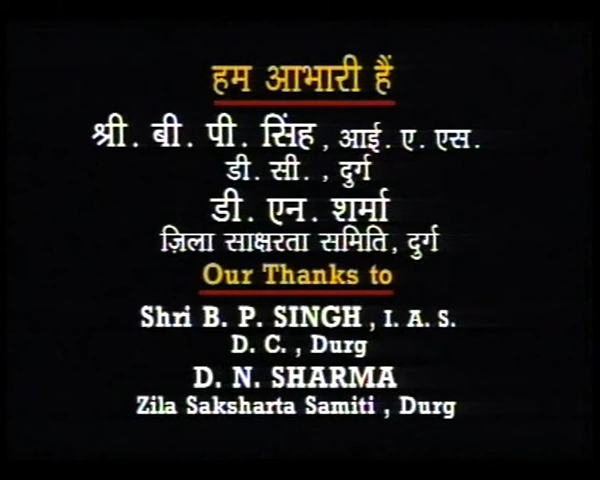 हम आभारी हैं
श्री. बी. पी. सिंह, आई. ए. एस.
डी. सी. , दुर्ग
डी. एन. शर्मा
ज़िला साक्षरता समिति, दुर्ग
Our Thanks to
Shri B. P. SINGH , I. A. S.
D. C. , Durg
D. N. SHARMA
Zila Saksharta Samiti , Durg